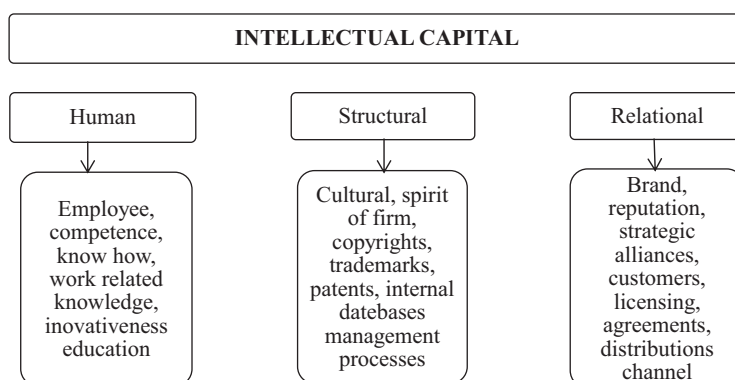 INTELLECTUAL CAPITAL
Human
Structural
Relational
Employee,
competence,
know how,
work related
knowledge,
inovativeness
education
Cultural, spirit
of firm,
copyrights,
trademarks,
patents, internal
datebases
management
processes
Brand,
reputation,
strategic
alliances,
customers,
licensing,
agreements,
distributions
channel